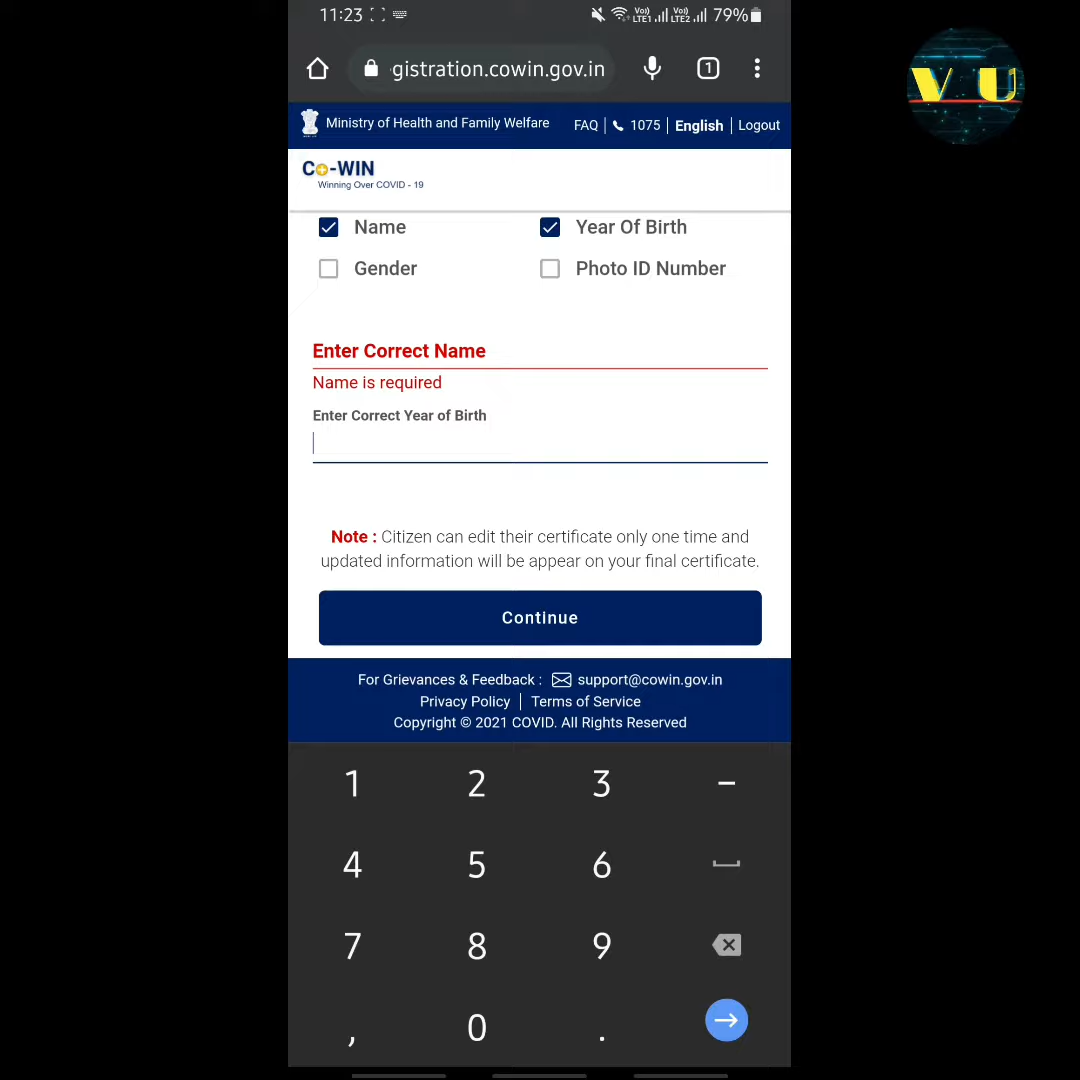 11:23 Vo) LTE1 Vo) LTE2 79%
gistration.cowin.gov.in 1
V U
Ministry of Health and Family Welfare FAQ | 1075 | English | Logout
Co-WIN
Winning Over COVID - 19
Name Year Of Birth
Gender Photo ID Number
Enter Correct Name
Name is required
Enter Correct Year of Birth
Note : Citizen can edit their certificate only one time and
updated information will be appear on your final certificate.
Continue
For Grievances & Feedback : support@cowin.gov.in
Privacy Policy | Terms of Service
Copyright © 2021 COVID. All Rights Reserved
1 2 3 –
4 5 6
7 8 9
, 0 .